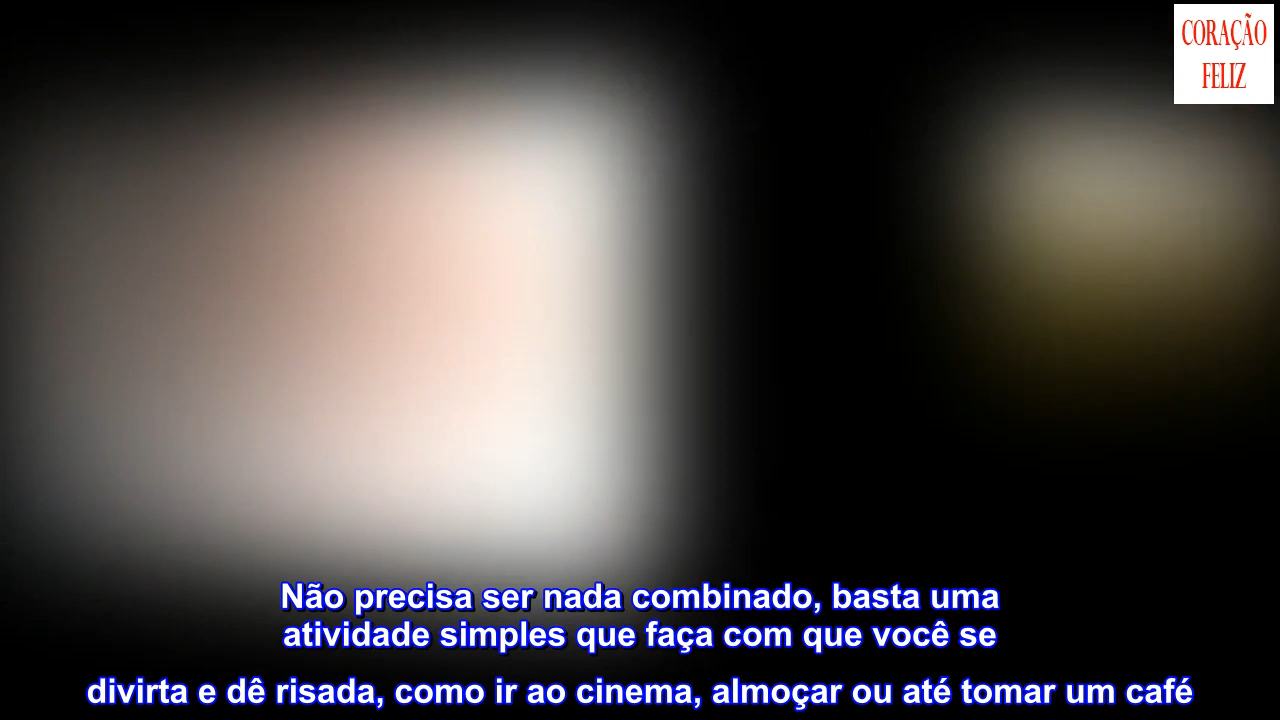 CORAÇÃO
FELIZ
Não precisa ser nada combinado, basta uma
atividade simples que faça com que você se
divirta e dê risada, como ir ao cinema, almoçar ou até tomar um café